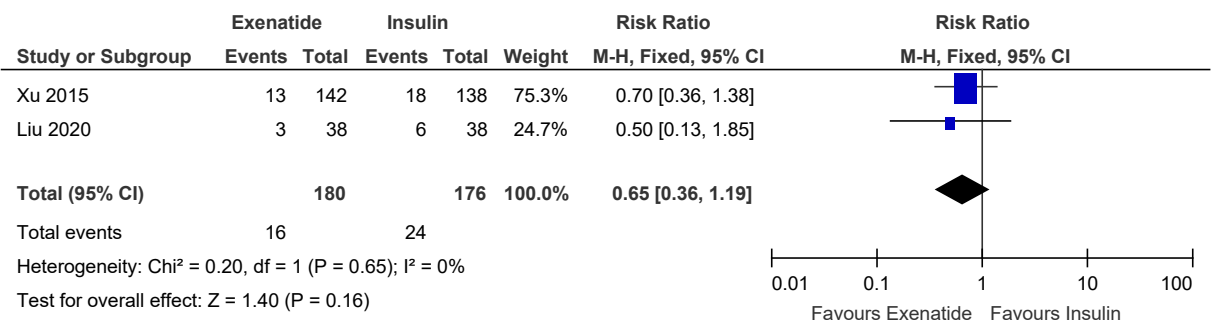 Exenatide Insulin Risk Ratio Risk Ratio
Study or Subgroup Events Total Events Total Weight M-H, Fixed, 95% CI M-H, Fixed, 95% CI
Xu 2015 13 142 18 138 75.3% 0.70 [0.36, 1.38]
Liu 2020 3 38 6 38 24.7% 0.50 [0.13, 1.85]
Total (95% CI) 180 176 100.0% 0.65 [0.36, 1.19]
Total events 16 24
Heterogeneity: Chi² = 0.20, df = 1 (P = 0.65); I² = 0%
Test for overall effect: Z = 1.40 (P = 0.16)
0.01 0.1 1 10 100
Favours Exenatide Favours Insulin